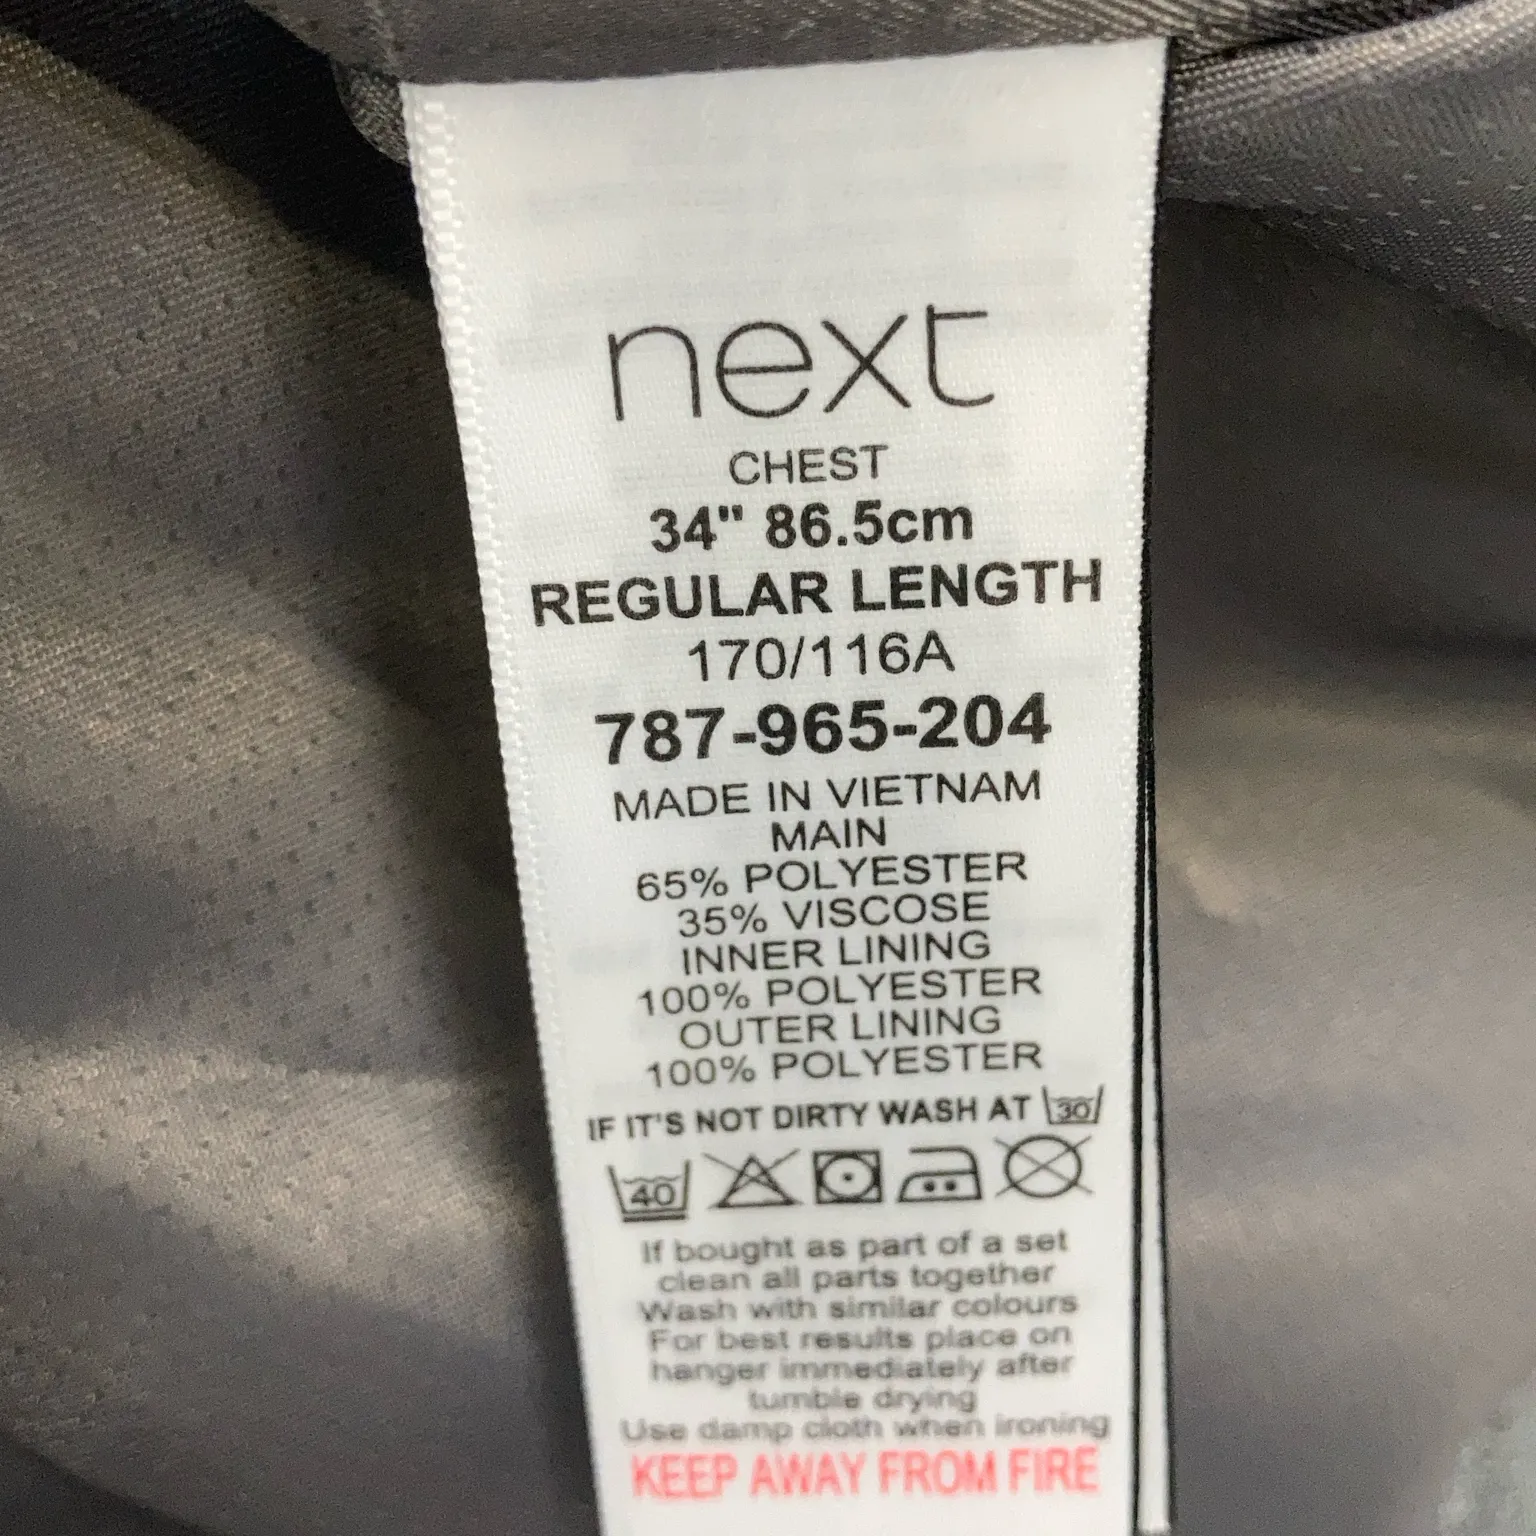 next
CHEST
34" 86.5cm
REGULAR LENGTH
170/116A
787-965-204
MADE IN VIETNAM
MAIN
65% POLYESTER
35% VISCOSE
INNER LINING
100% POLYESTER
OUTER LINING
100% POLYESTER
IF IT'S NOT DIRTY WASH AT 30
40
If bought as part of a set
clean all parts together
Wash with similar colours
For best results place on
hanger immediately after
tumble drying
Use damp cloth when ironing
KEEP AWAY FROM FIRE